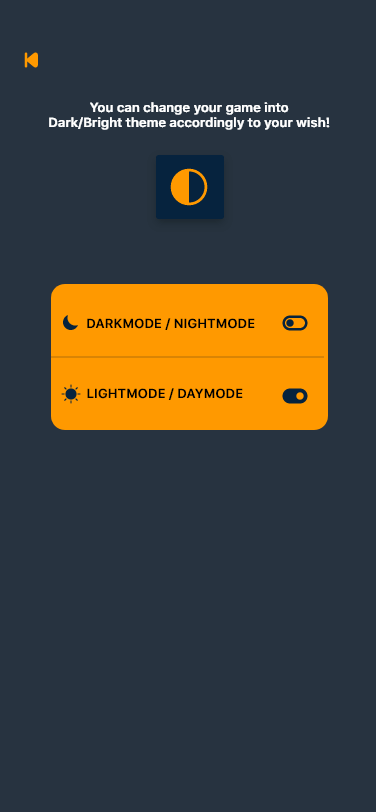 You can change your game into
Dark/Bright theme accordingly to your wish!
DARKMODE / NIGHTMODE
LIGHTMODE / DAYMODE